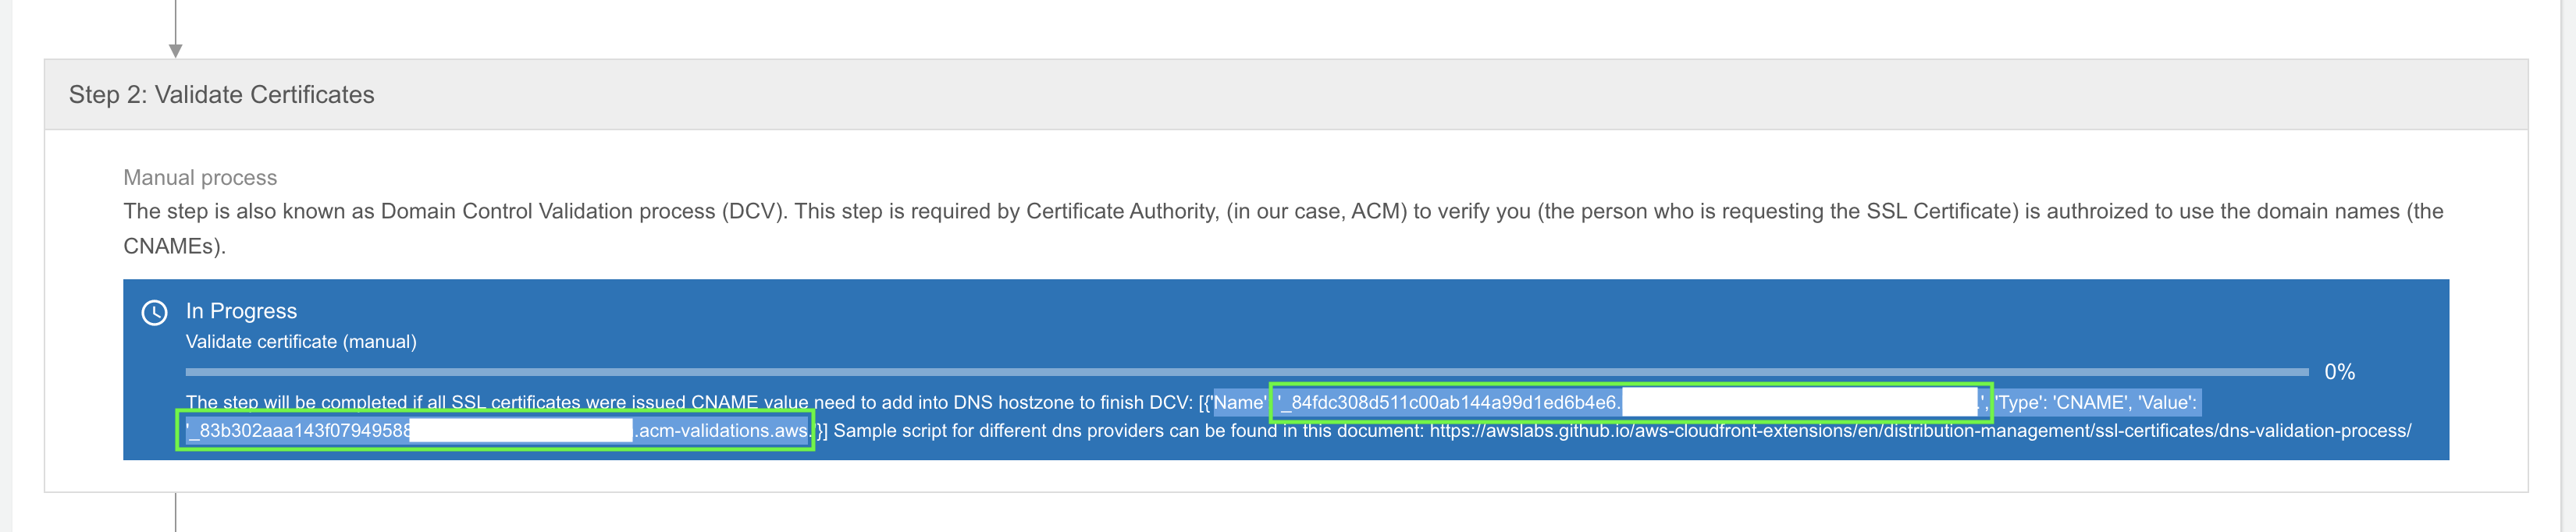 Step 2: Validate Certificates
Manual process
The step is also known as Domain Control Validation process (DCV). This step is required by Certificate Authority, (in our case, ACM) to verify you (the person who is requesting the SSL Certificate) is authroized to use the domain names (the
CNAMEs).
In Progress
Validate certificate (manual)
0%
The step will be completed if all SSL certificates were issued CNAME value need to add into DNS hostzone to finish DCV: [{'Name': '_84fdc308d511c00ab144a99d1ed6b4e6. .', 'Type': 'CNAME', 'Value':
'_83b302aaa143f07949588 .acm-validations.aws.'}] Sample script for different dns providers can be found in this document: https://awslabs.github.io/aws-cloudfront-extensions/en/distribution-management/ssl-certificates/dns-validation-process/